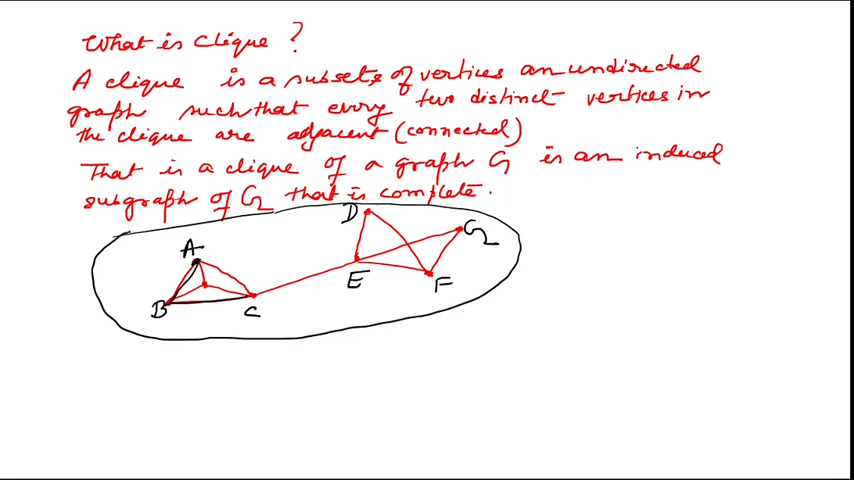 What is clique ?
A clique is a subsets of vertices an undirected
graph such that every two distinct vertices in
the clique are adjacent (connected)
That is a clique of a graph G is an induced
subgraph of G that is complete.
D
G
A
E
F
B
C